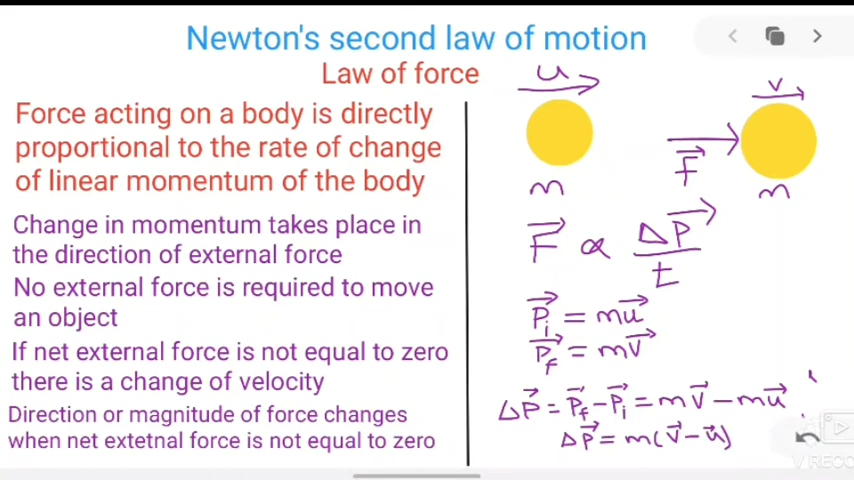 Newton's second law of motion
Law of force
Force acting on a body is directly
proportional to the rate of change
of linear momentum of the body
Change in momentum takes place in
the direction of external force
No external force is required to move
an object
If net external force is not equal to zero
there is a change of velocity
Direction or magnitude of force changes
when net extetnal force is not equal to zero
u
v
F⃗
m
m
F⃗ ∝ ΔP⃗/t
P⃗i = mu⃗
P⃗f = mv⃗
ΔP⃗ = P⃗f − P⃗i = mv⃗ − mu⃗
ΔP⃗ = m(v⃗ − u⃗)
V RECO